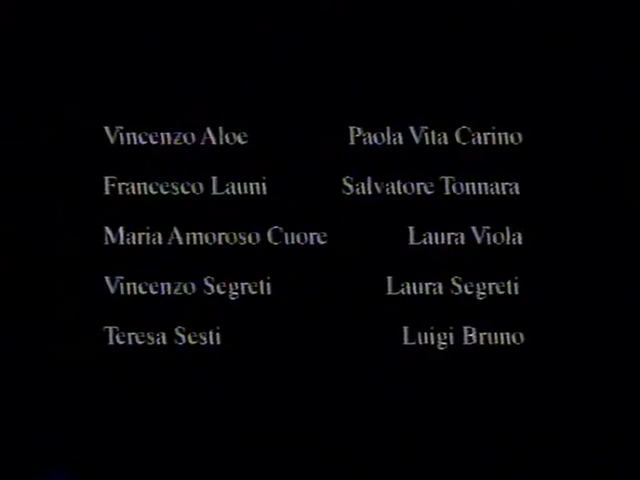 Vincenzo Aloe Paola Vita Carino
Francesco Launi Salvatore Tonnara
Maria Amoroso Cuore Laura Viola
Vincenzo Segreti Laura Segreti
Teresa Sesti Luigi Bruno